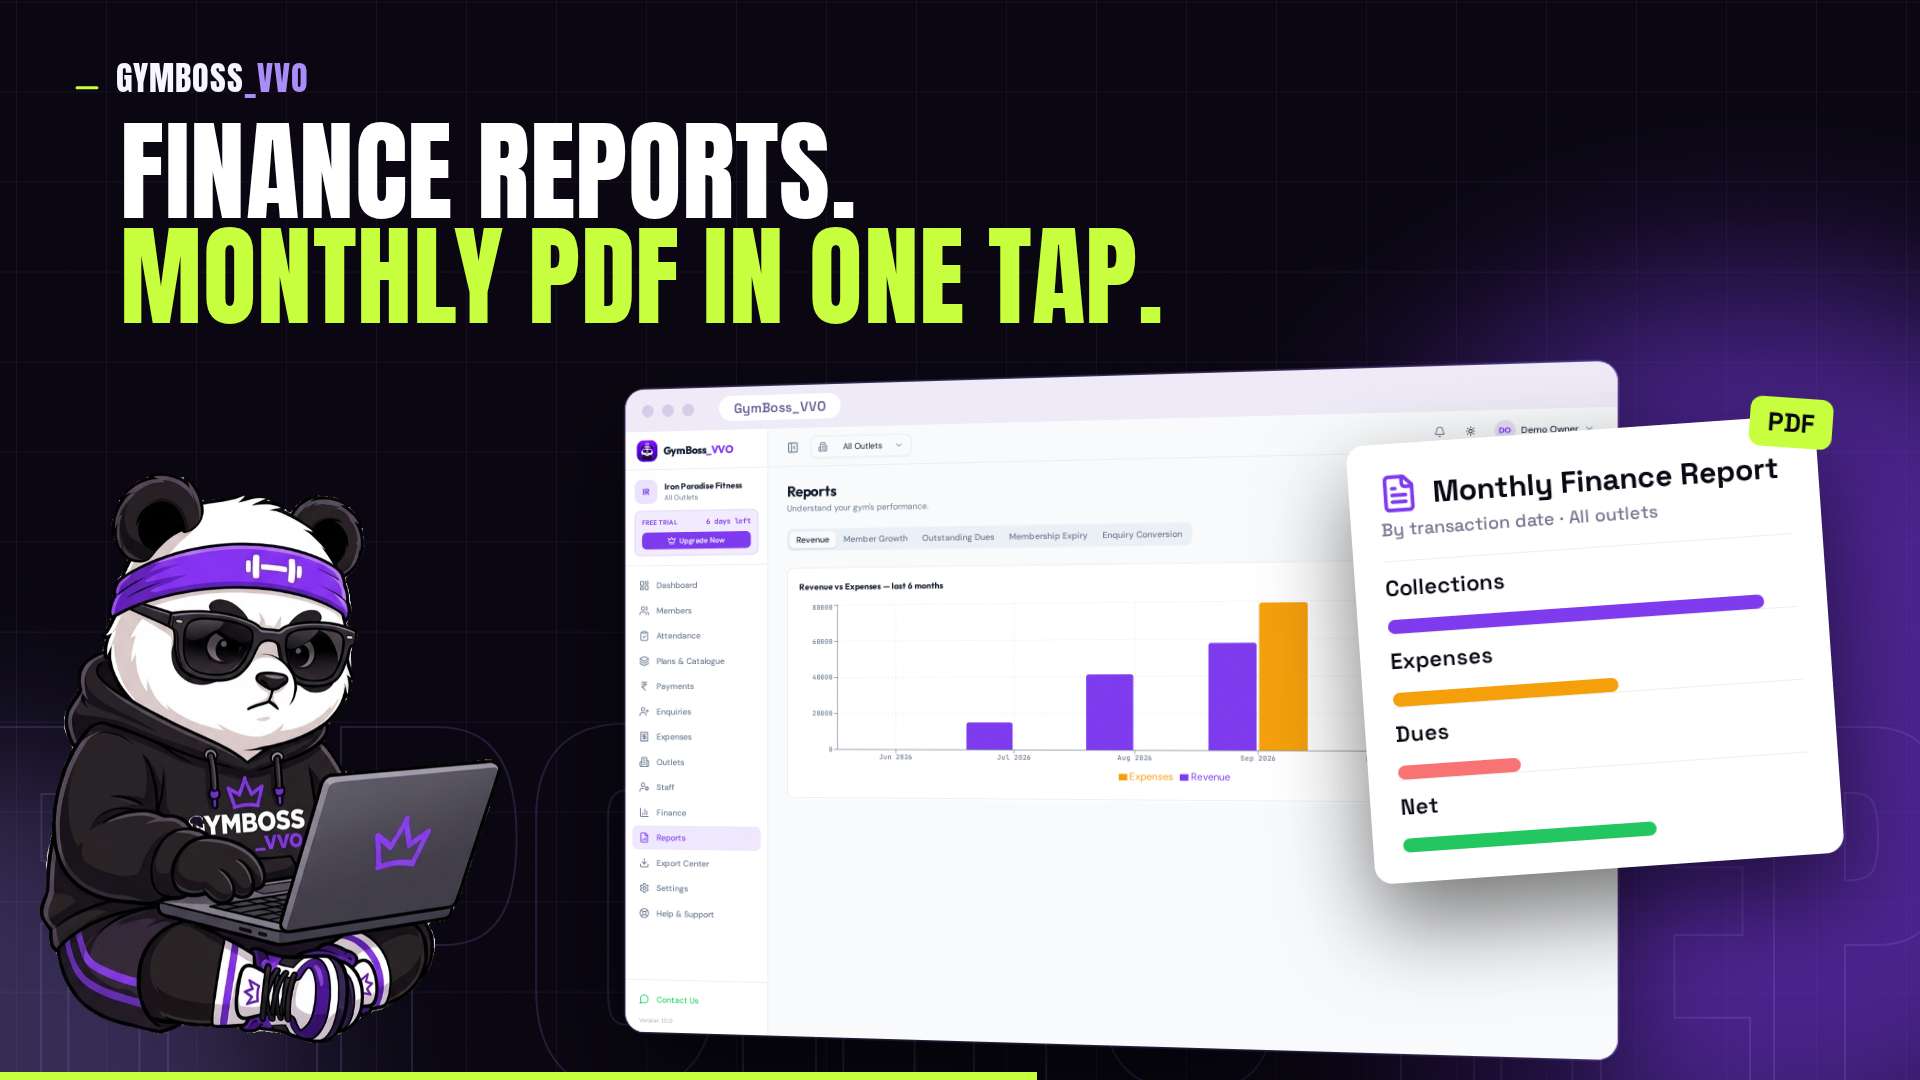 GYMBOSS_VVO
FINANCE REPORTS.
MONTHLY PDF IN ONE TAP.
GymBoss_VVO
GymBoss_VVO
All Outlets
DO
Demo Owner
IR
Iron Paradise Fitness
All Outlets
FREE TRIAL
6 days left
Upgrade Now
Dashboard
Members
Attendance
Plans & Catalogue
Payments
Enquiries
Expenses
Outlets
Staff
Finance
Reports
Export Center
Settings
Help & Support
Contact Us
Reports
Understand your gym's performance.
Revenue
Member Growth
Outstanding Dues
Membership Expiry
Enquiry Conversion
Revenue vs Expenses — last 6 months
80000
60000
40000
20000
0
Jun 2026
Jul 2026
Aug 2026
Sep 2026
Expenses
Revenue
PDF
Monthly Finance Report
By transaction date · All outlets
Collections
Expenses
Dues
Net
GYMBOSS
_VVO